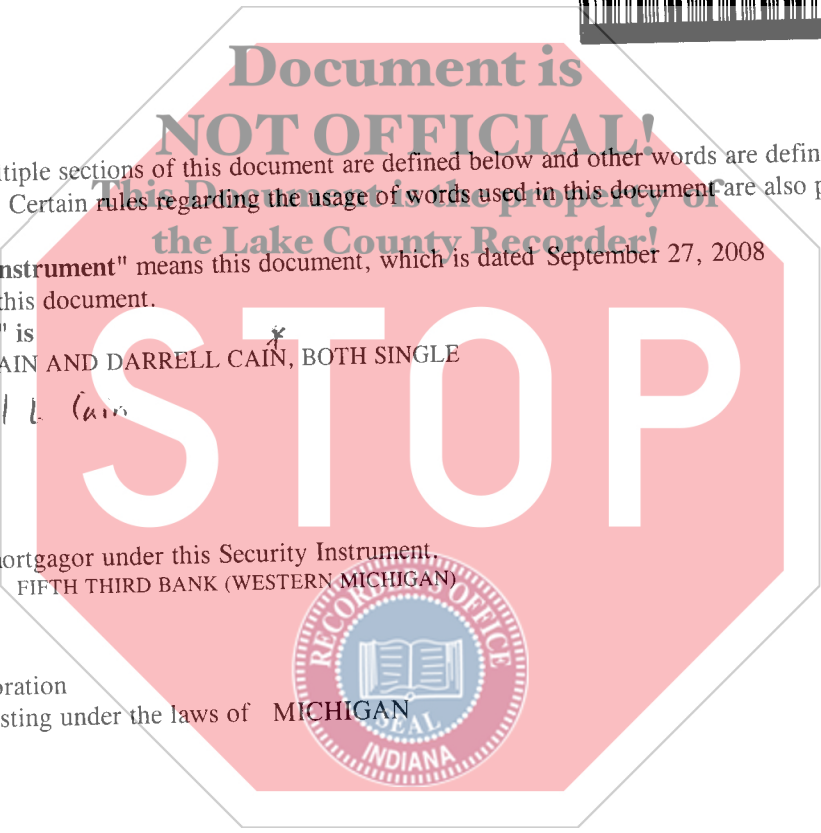 Document is
NOT OFFICIAL!
This Document is the property of
the Lake County Recorder!
STOP
tiple sections of this document are defined below and other words are defin
Certain rules regarding the usage of words used in this document are also p
nstrument" means this document, which is dated September 27, 2008
this document.
" is
AIN AND DARRELL CAIN, BOTH SINGLE
*
l L. Cain
ortgagor under this Security Instrument.
FIFTH THIRD BANK (WESTERN MICHIGAN)
oration
sting under the laws of MICHIGAN
RECORDER'S OFFICE
SEAL
INDIANA